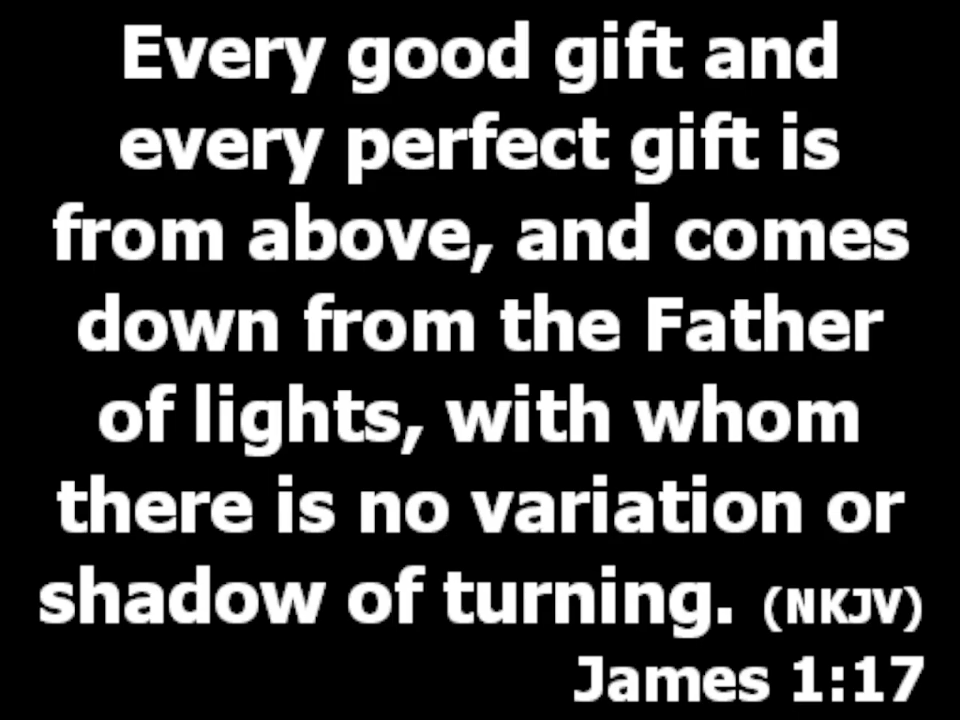 Every good gift and
every perfect gift is
from above, and comes
down from the Father
of lights, with whom
there is no variation or
shadow of turning. (NKJV)
James 1:17